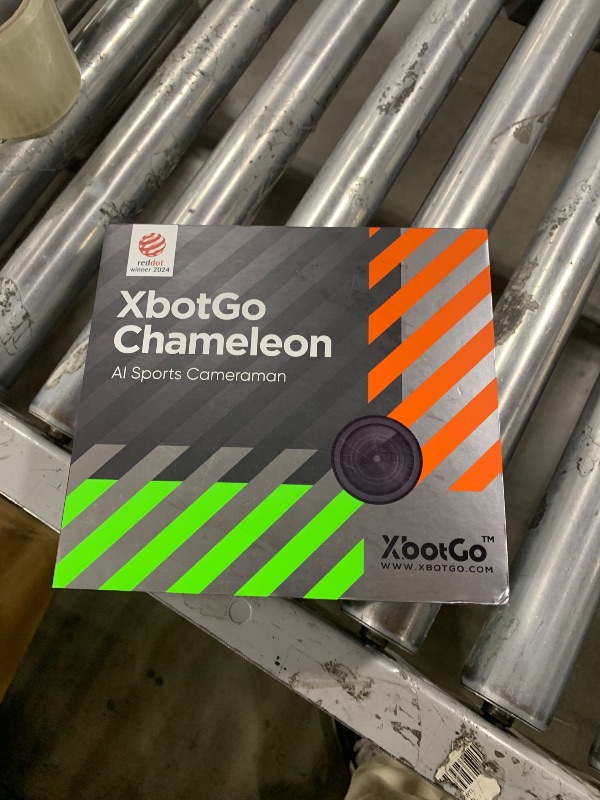 reddot
winner 2024
XbotGo
Chameleon
AI Sports Cameraman
XbotGo™
WWW.XBOTGO.COM